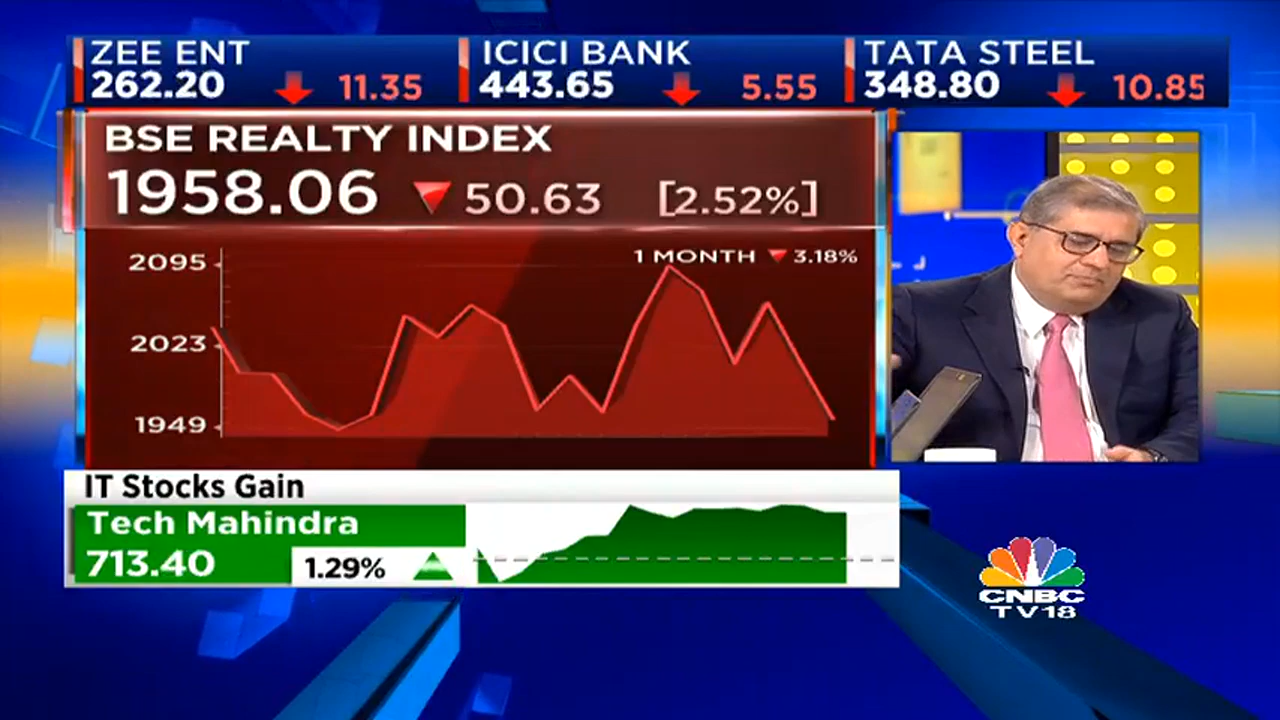 ZEE ENT
262.20 11.35
ICICI BANK
443.65 5.55
TATA STEEL
348.80 10.85
BSE REALTY INDEX
1958.06 50.63 [2.52%]
1 MONTH 3.18%
2095
2023
1949
IT Stocks Gain
Tech Mahindra
713.40 1.29%
CNBC
TV18